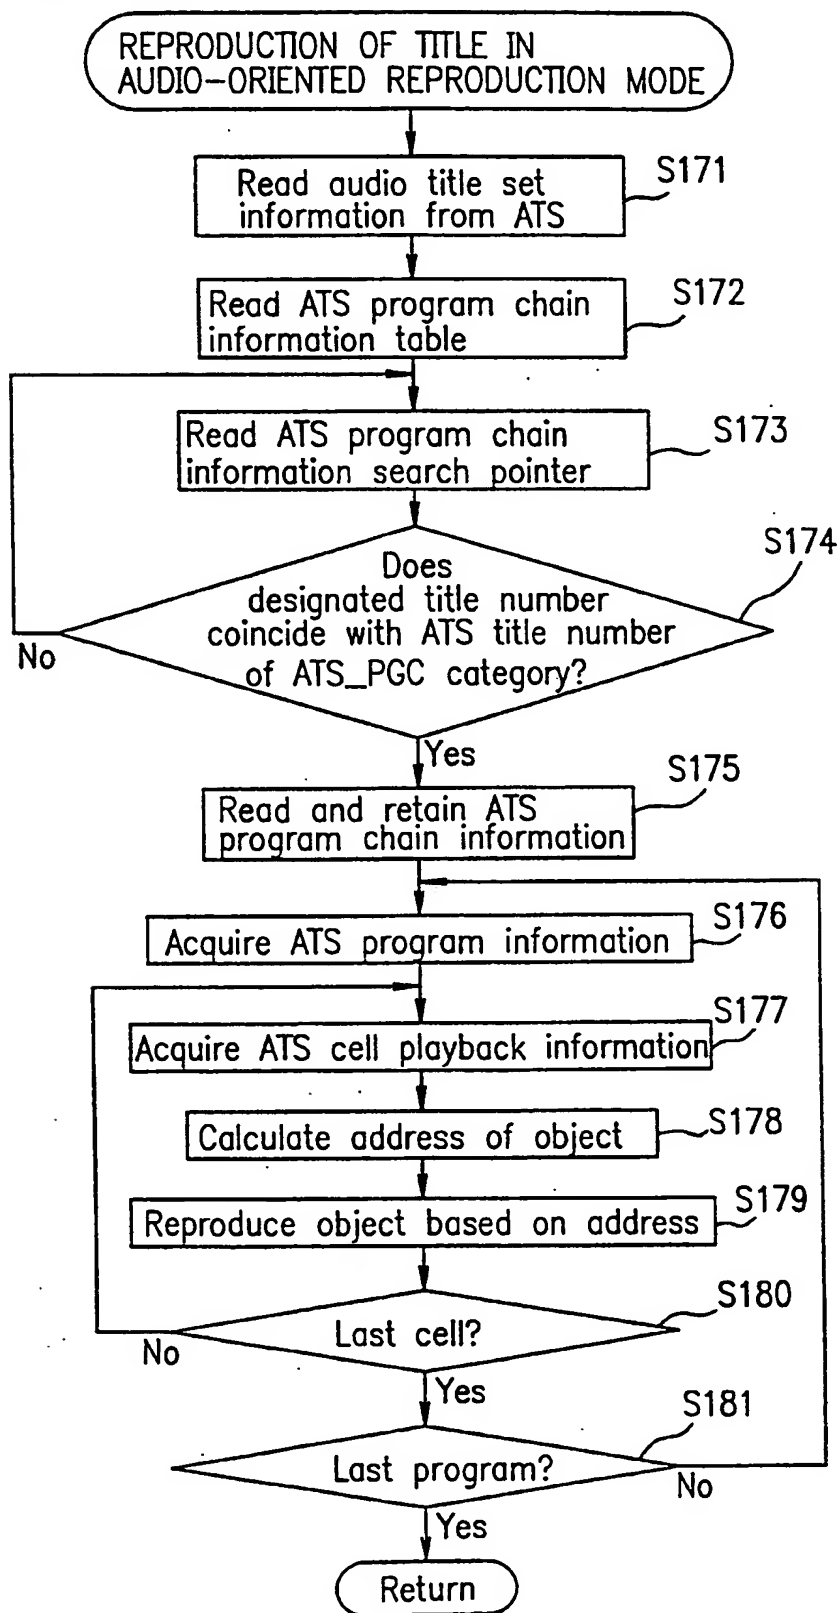 REPRODUCTION OF TITLE IN
AUDIO-ORIENTED REPRODUCTION MODE
S171
Read audio title set
information from ATS
S172
Read ATS program chain
information table
S173
Read ATS program chain
information search pointer
S174
Does
designated title number
coincide with ATS title number
of ATS_PGC category?
No
Yes
S175
Read and retain ATS
program chain information
S176
Acquire ATS program information
S177
Acquire ATS cell playback information
S178
Calculate address of object
S179
Reproduce object based on address
S180
Last cell?
No
Yes
S181
Last program?
No
Yes
Return